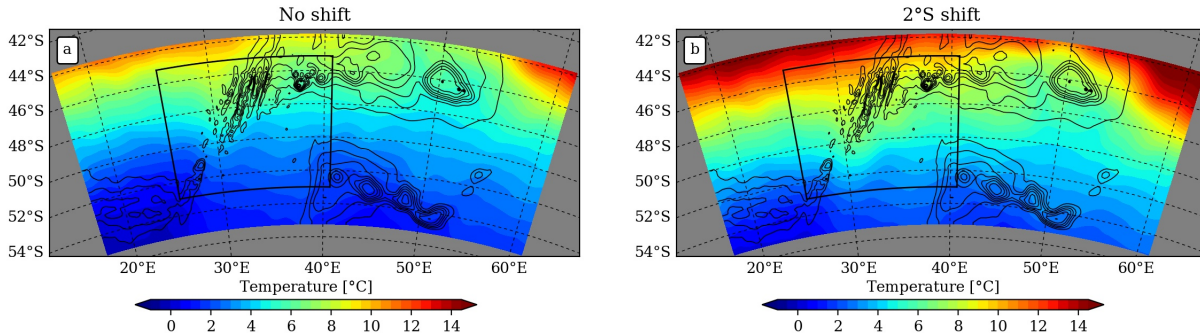 No shift
2°S shift
a
b
42°S
44°S
46°S
48°S
50°S
52°S
54°S
20°E 30°E 40°E 50°E 60°E
Temperature [°C]
0 2 4 6 8 10 12 14
42°S
44°S
46°S
48°S
50°S
52°S
54°S
20°E 30°E 40°E 50°E 60°E
Temperature [°C]
0 2 4 6 8 10 12 14